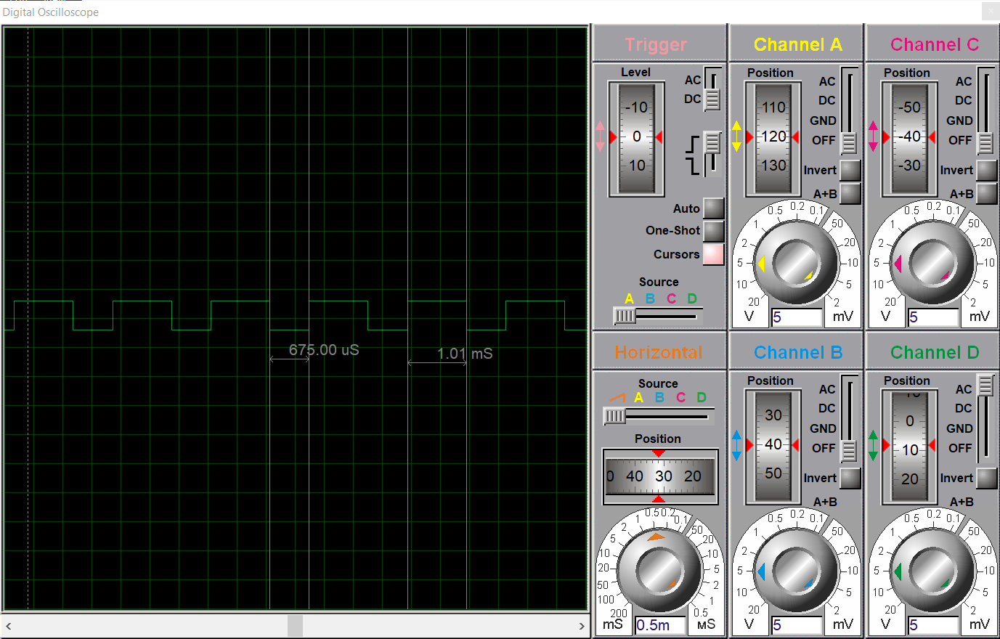 Digital Oscilloscope
675.00 uS
1.01 mS
Trigger
Level
-10
0
10
AC
DC
Auto
One-Shot
Cursors
Source
A B C D
Channel A
Position
110
120
130
AC
DC
GND
OFF
Invert
A+B
20 10 5 2 1 0.5 0.2 0.1 50 20 10 5 2
V 5 mV
Channel C
Position
-50
-40
-30
AC
DC
GND
OFF
Invert
A+B
20 10 5 2 1 0.5 0.2 0.1 50 20 10 5 2
V 5 mV
Horizontal
Source
A B C D
Position
0 40 30 20
200 100 50 20 10 5 2 1 0.5 0.2 0.1 50 20 10 5 2 1 0.5
mS 0.5m мS
Channel B
Position
30
40
50
AC
DC
GND
OFF
Invert
A+B
20 10 5 2 1 0.5 0.2 0.1 50 20 10 5 2
V 5 mV
Channel D
Position
0
10
20
AC
DC
GND
OFF
Invert
A+B
20 10 5 2 1 0.5 0.2 0.1 50 20 10 5 2
V 5 mV